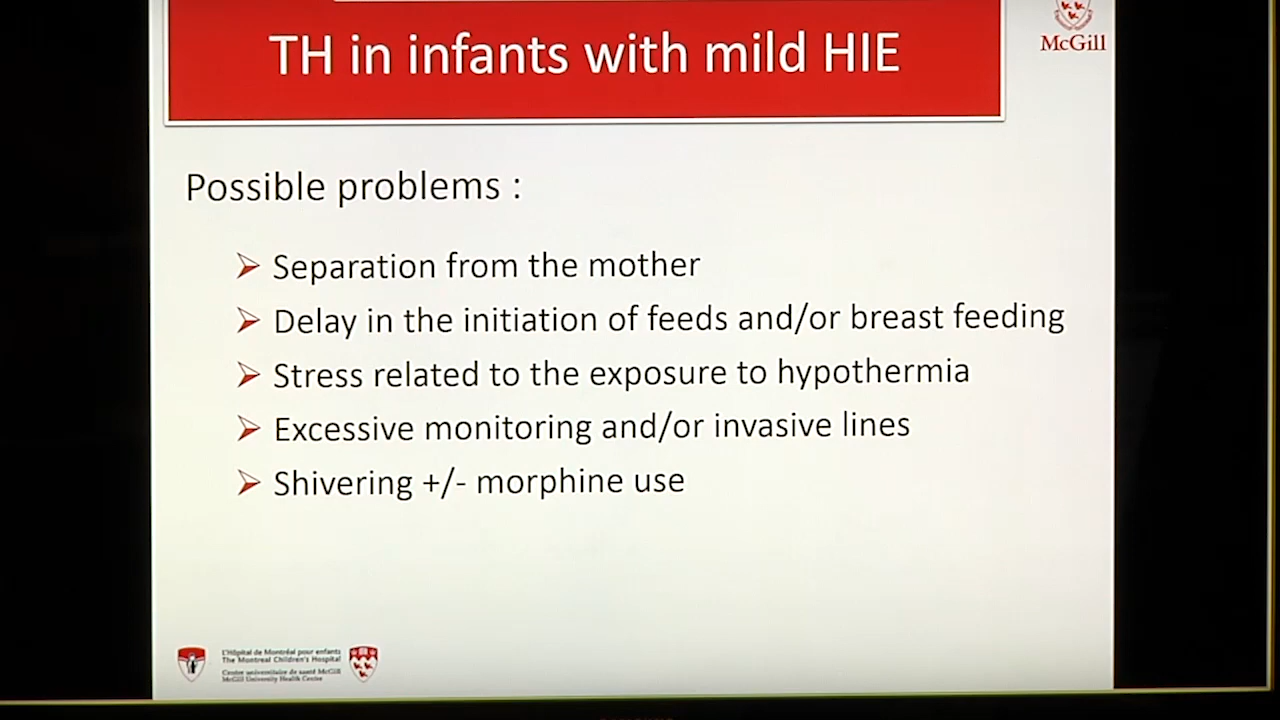 TH in infants with mild HIE
McGill
Possible problems :
Separation from the mother
Delay in the initiation of feeds and/or breast feeding
Stress related to the exposure to hypothermia
Excessive monitoring and/or invasive lines
Shivering +/- morphine use
L'Hôpital de Montréal pour enfants
The Montreal Children's Hospital
Centre universitaire de santé McGill
McGill University Health Centre